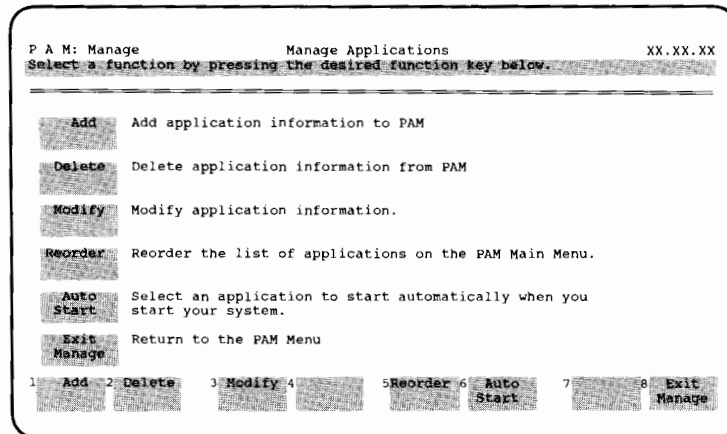 P A M: Manage Manage Applications XX.XX.XX
Select a function by pressing the desired function key below.
Add Add application information to PAM
Delete Delete application information from PAM
Modify Modify application information.
Reorder Reorder the list of applications on the PAM Main Menu.
Auto Start Select an application to start automatically when you
start your system.
Exit Manage Return to the PAM Menu
1 Add 2 Delete 3 Modify 4 5 Reorder 6 Auto Start 7 8 Exit Manage